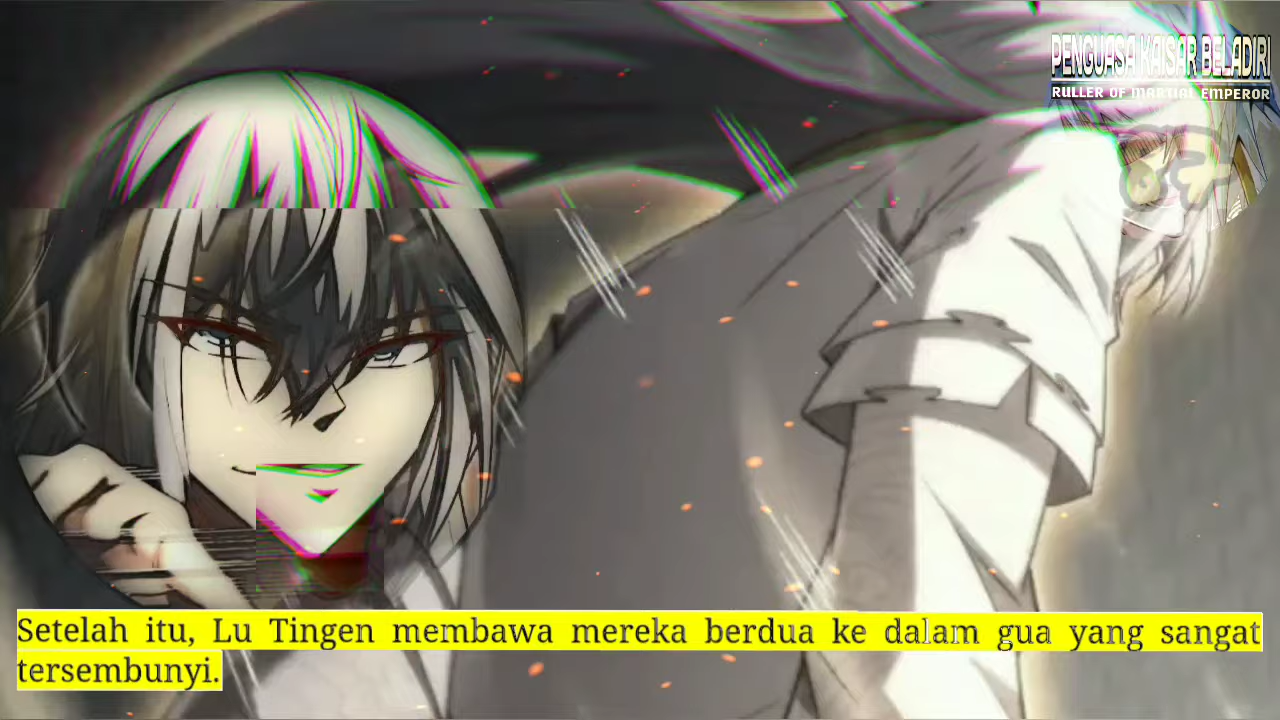 PENGUASA KAISAR BELADIRI
RULLER OF MARTIAL EMPEROR
Setelah itu, Lu Tingen membawa mereka berdua ke dalam gua yang sangat
tersembunyi.